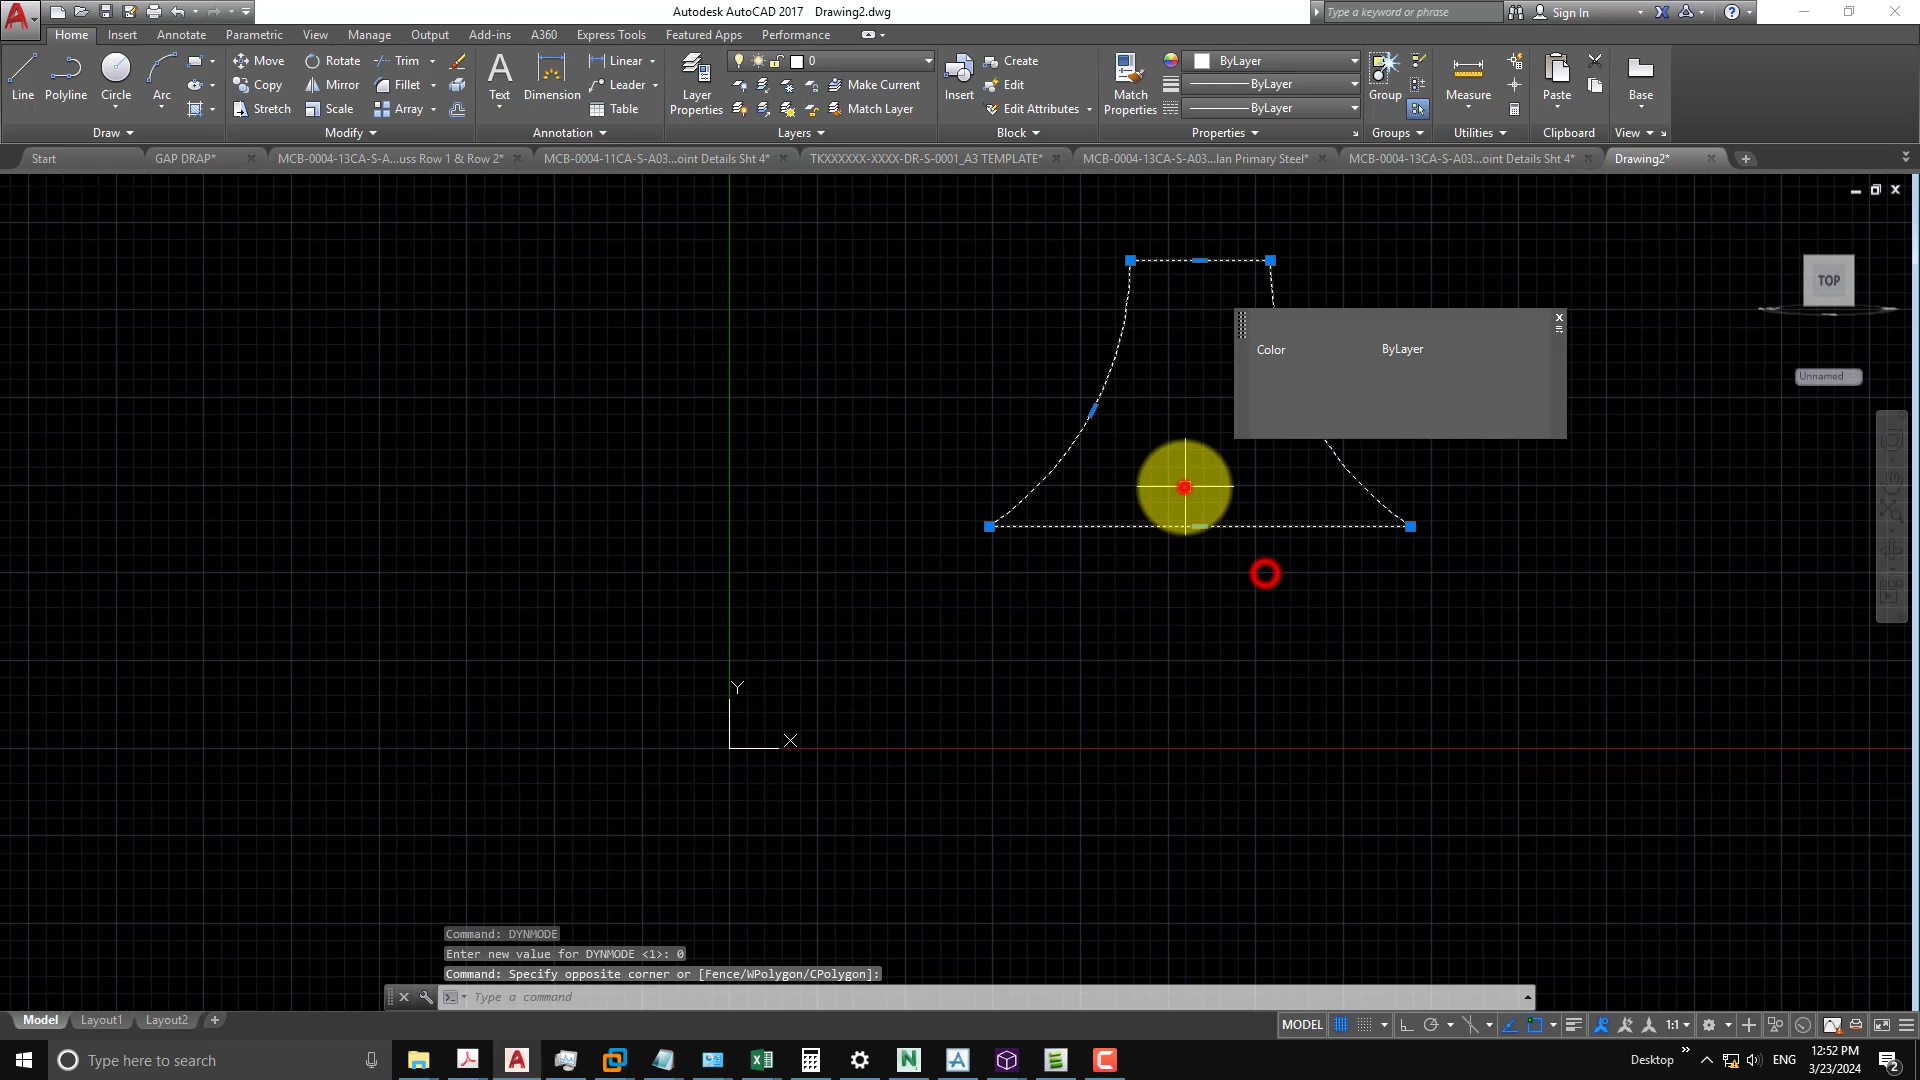 Autodesk AutoCAD 2017 Drawing2.dwg
Type a keyword or phrase
Sign In
Home Insert Annotate Parametric View Manage Output Add-ins A360 Express Tools Featured Apps Performance
Line Polyline Circle Arc
Move Rotate Trim
Copy Mirror Fillet
Stretch Scale Array
Text Dimension
Linear
Leader
Table
Layer Properties
0
Make Current
Match Layer
Insert
Create
Edit
Edit Attributes
Match Properties
ByLayer
ByLayer
ByLayer
Group
Measure
Paste
Base
Draw Modify Annotation Layers Block Properties Groups Utilities Clipboard View
Start GAP DRAP* MCB-0004-13CA-S-A...uss Row 1 & Row 2* MCB-0004-11CA-S-A03...oint Details Sht 4* TKXXXXXX-XXXX-DR-S-0001_A3 TEMPLATE* MCB-0004-13CA-S-A03...lan Primary Steel* MCB-0004-13CA-S-A03...oint Details Sht 4* Drawing2*
TOP
Color ByLayer
Unnamed
Y
X
Command: DYNMODE
Enter new value for DYNMODE <1>: 0
Command: Specify opposite corner or [Fence/WPolygon/CPolygon]:
Type a command
Model Layout1 Layout2
MODEL 1:1
Type here to search
Desktop
ENG
12:52 PM
3/23/2024
2